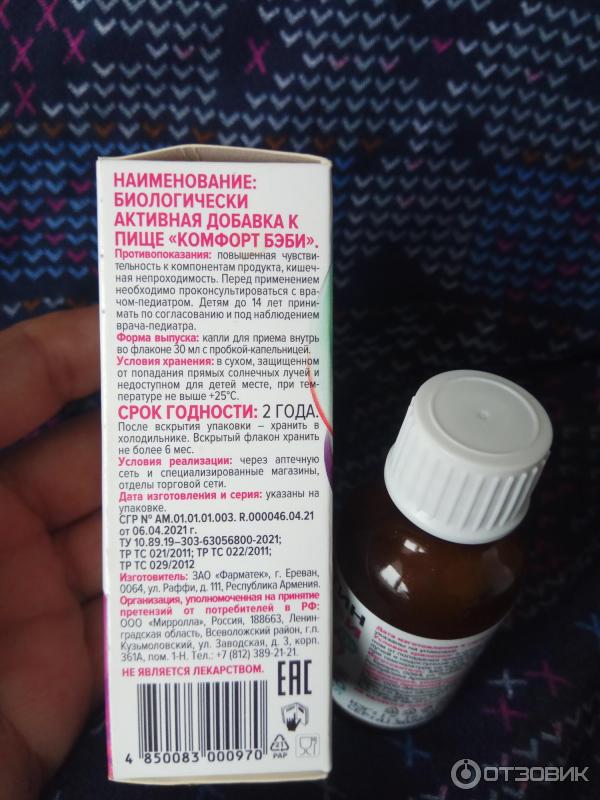 НАИМЕНОВАНИЕ:
БИОЛОГИЧЕСКИ
АКТИВНАЯ ДОБАВКА К
ПИЩЕ «КОМФОРТ БЭБИ».
Противопоказания: повышенная чувстви-
тельность к компонентам продукта, кишеч-
ная непроходимость. Перед применением
необходимо проконсультироваться с вра-
чом-педиатром. Детям до 14 лет прини-
мать по согласованию и под наблюдением
врача-педиатра.
Форма выпуска: капли для приема внутрь
во флаконе 30 мл с пробкой-капельницей.
Условия хранения: в сухом, защищенном
от попадания прямых солнечных лучей и
недоступном для детей месте, при тем-
пературе не выше +25°С.
СРОК ГОДНОСТИ: 2 ГОДА.
После вскрытия упаковки – хранить в
холодильнике. Вскрытый флакон хранить
не более 6 мес.
Условия реализации: через аптечную
сеть и специализированные магазины,
отделы торговой сети.
Дата изготовления и серия: указаны на
упаковке.
СГР N° AM.01.01.01.003. R.000046.04.21
от 06.04.2021 г.
ТУ 10.89.19–303-63056800-2021;
ТР ТС 021/2011; ТР ТС 022/2011;
ТР ТС 029/2012
Изготовитель: ЗАО «Фарматек», г. Ереван,
0064, ул. Раффи, д. 111, Республика Армения.
Организация, уполномоченная на принятие
претензий от потребителей в РФ:
ООО «Мирролла», Россия, 188663, Ленин-
градская область, Всеволожский район, г.п.
Кузьмоловский, ул. Заводская, д. 3, корп.
361А, пом. 1-Н. Тел.: +7 (812) 389-21-21.
НЕ ЯВЛЯЕТСЯ ЛЕКАРСТВОМ.
EAC
21
PAP
4 850083 000970
ИН
ОТЗОВИК